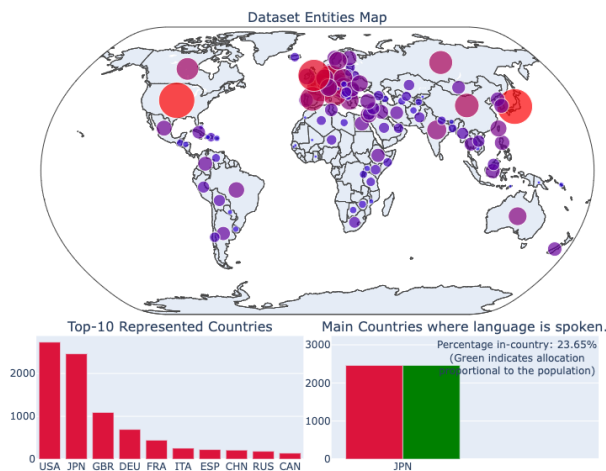 Dataset Entities Map
Top-10 Represented Countries
2000
1000
0
USA JPN GBR DEU FRA ITA ESP CHN RUS CAN
Main Countries where language is spoken.
Percentage in-country: 23.65%
(Green indicates allocation
proportional to the population)
3000
2000
1000
0
JPN